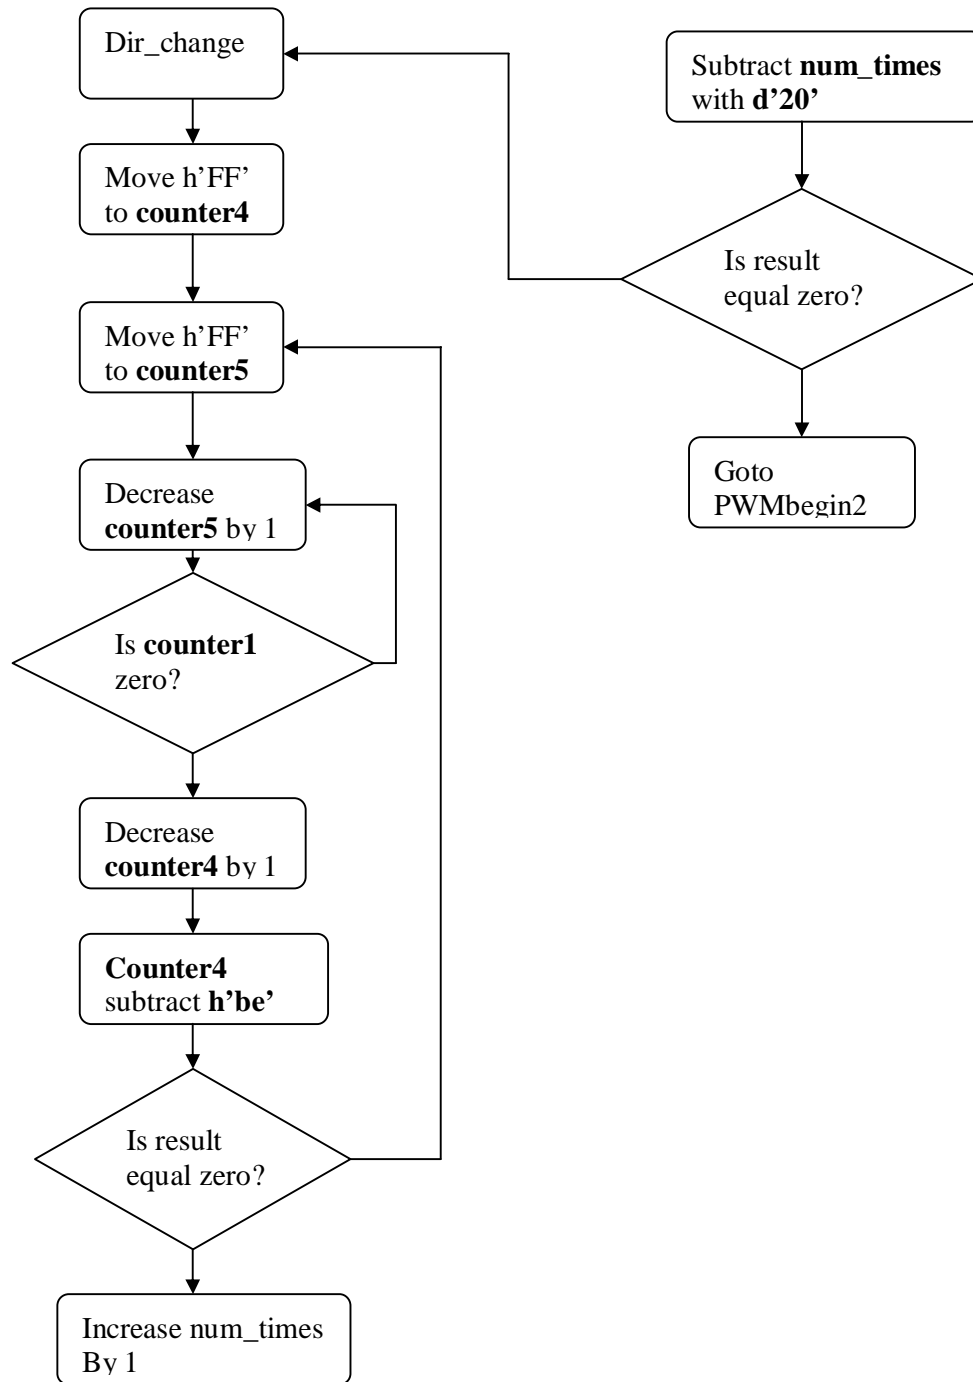 Dir_change
Move h’FF’
to counter4
Move h’FF’
to counter5
Decrease
counter5 by 1
Is counter1
zero?
Decrease
counter4 by 1
Counter4
subtract h’be’
Is result
equal zero?
Increase num_times
By 1
Subtract num_times
with d’20’
Is result
equal zero?
Goto
PWMbegin2